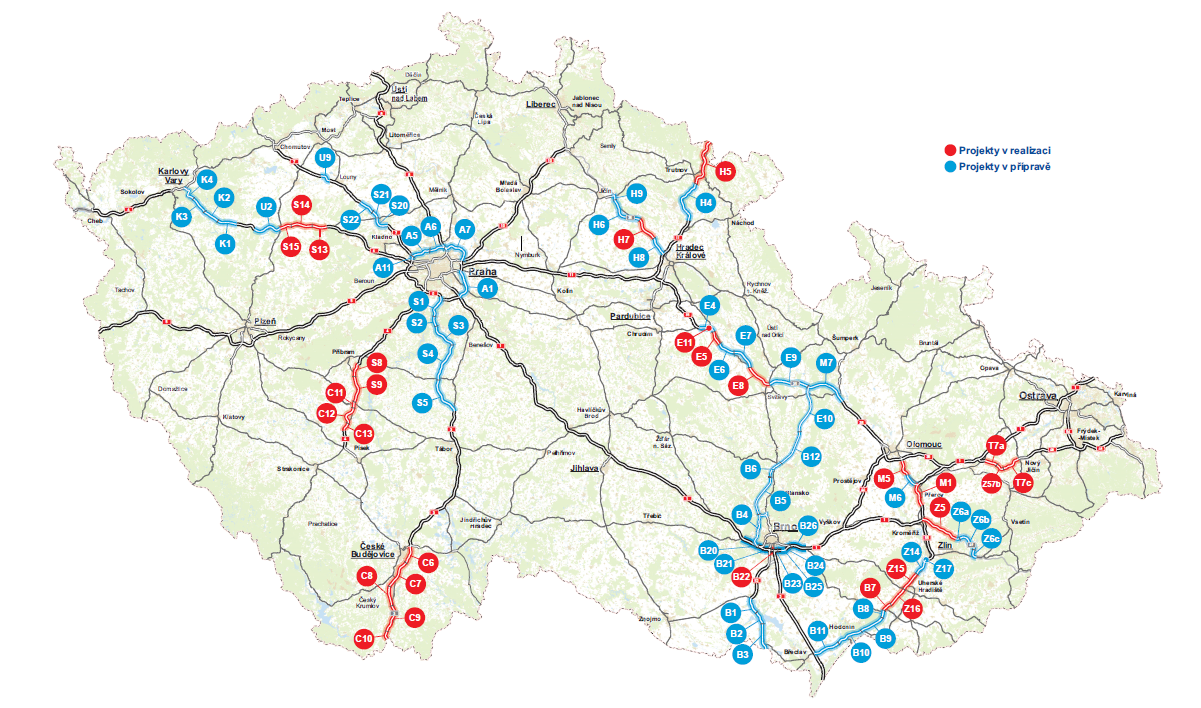 Děčín
Ústí
nad Labem
Teplice
Liberec
Jablonec
nad Nisou
Česká
Lípa
Most
Litoměřice
Chomutov
Semily
U9
Trutnov
H5
Projekty v realizaci
Projekty v přípravě
Karlovy
Vary
K4
Louny
Mělník
Mladá
Boleslav
Jičín
H9
H4
Sokolov
K2
S21
S20
S22
U2
S14
K3
H6
Náchod
Cheb
A6
A7
A5
Kladno
H7
K1
S15
S13
H8
Hradec
Králové
Nymburk
A11
Praha
Beroun
Rychnov
n. Kněž.
Tachov
Kolín
A1
Jeseník
S1
E4
Pardubice
Plzeň
S2
S3
Chrudim
Ústí
nad Orlicí
E7
E11
Rokycany
Šumperk
Bruntál
Příbram
S4
Benešov
E5
E9
S8
E6
M7
Opava
S9
E8
Domažlice
C11
Svitavy
Ostrava
Karviná
S5
C12
Havlíčkův
Brod
Klatovy
E10
C13
Žďár
n. Sáz.
Frýdek-
-Místek
Písek
Tábor
Pelhřimov
Olomouc
T7a
B12
Strakonice
Jihlava
B6
Nový
Jičín
Prostějov
M5
M1
Z57b
T7c
Blansko
M6
Přerov
B5
Z5
Z6a
Prachatice
Jindřichův
Hradec
Třebíč
B4
Brno
B26
Vyškov
Z6b
Vsetín
Kroměříž
Z6c
Zlín
České
Budějovice
B20
Z14
C6
B21
B24
Z15
Z17
C8
C7
B22
B23
B25
B7
Uherské
Hradiště
Český
Krumlov
B1
B8
Z16
C9
Znojmo
B11
Hodonín
B2
B9
C10
B3
Břeclav
B10